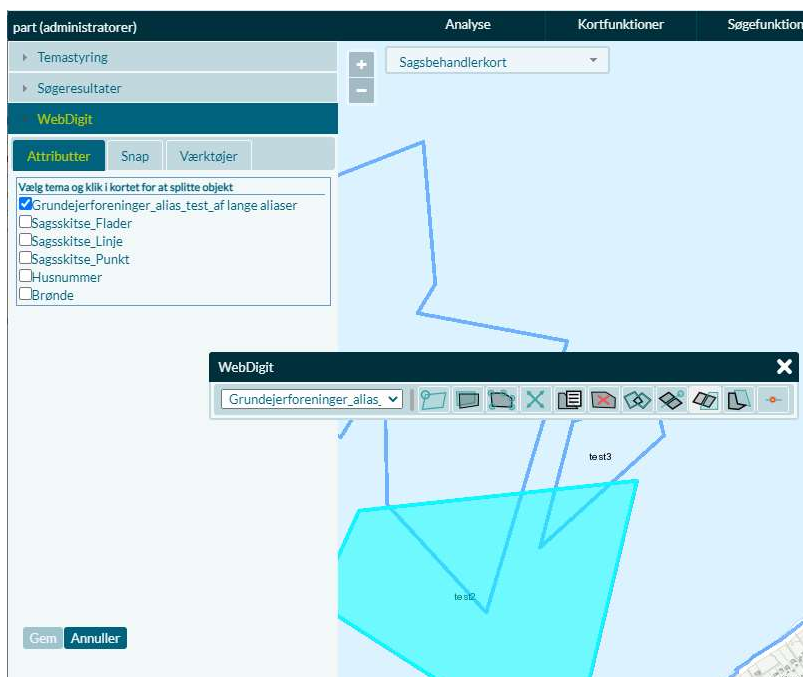 part (administratorer)
Analyse
Kortfunktioner
Søgefunktion
Temastyring
Søgeresultater
WebDigit
Sagsbehandlerkort
Attributter
Snap
Værktøjer
Vælg tema og klik i kortet for at splitte objekt
Grundejerforeninger_alias_test_af lange aliaser
Sagsskitse_Flader
Sagsskitse_Linje
Sagsskitse_Punkt
Husnummer
Brønde
WebDigit
Grundejerforeninger_alias_
test3
test2
Gem
Annuller